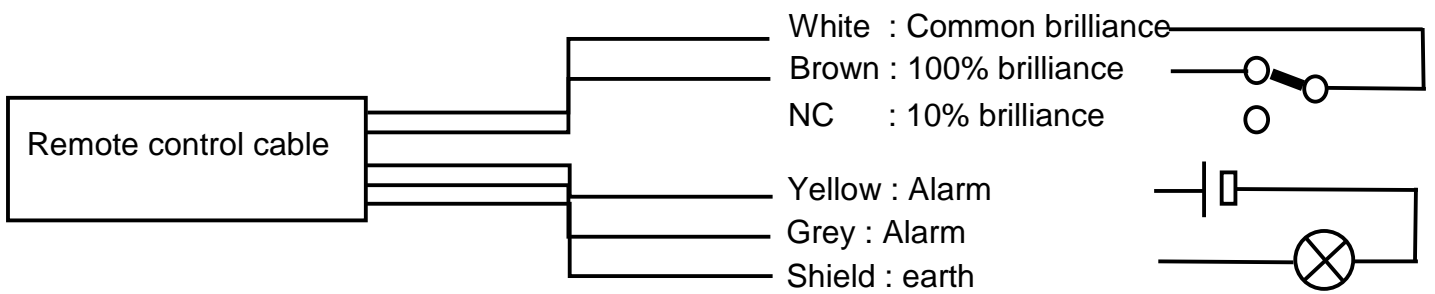 White : Common brilliance
Brown : 100% brilliance
NC : 10% brilliance
Remote control cable
Yellow : Alarm
Grey : Alarm
Shield : earth